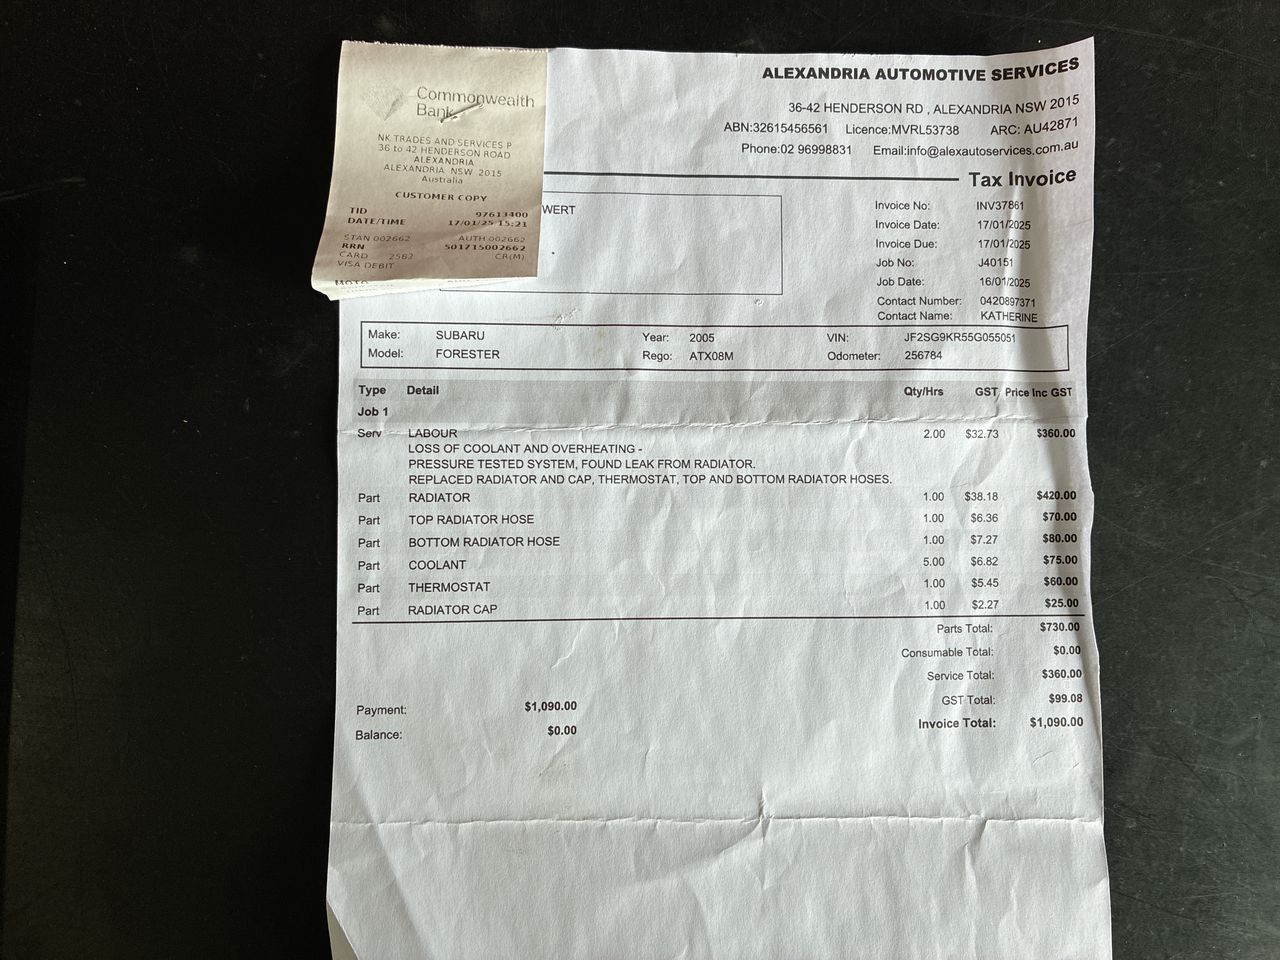 Commonwealth
Bank
NK TRADES AND SERVICES P
36 to 42 HENDERSON ROAD
ALEXANDRIA
ALEXANDRIA NSW 2015
Australia
CUSTOMER COPY
TID 97613400
DATE/TIME 17/01/25 15:21
STAN 002662 AUTH 002662
RRN 501715002662
CARD 2582 CR(M)
VISA DEBIT
ALEXANDRIA AUTOMOTIVE SERVICES
36-42 HENDERSON RD , ALEXANDRIA NSW 2015
ABN:32615456561 Licence:MVRL53738 ARC: AU42871
Phone:02 96998831 Email:info@alexautoservices.com.au
Tax Invoice
WERT
Invoice No: INV37861
Invoice Date: 17/01/2025
Invoice Due: 17/01/2025
Job No: J40151
Job Date: 16/01/2025
Contact Number: 0420897371
Contact Name: KATHERINE
Make: SUBARU Year: 2005 VIN: JF2SG9KR55G055051
Model: FORESTER Rego: ATX08M Odometer: 256784
Type Detail Qty/Hrs GST Price Inc GST
Job 1
Serv LABOUR 2.00 $32.73 $360.00
LOSS OF COOLANT AND OVERHEATING -
PRESSURE TESTED SYSTEM, FOUND LEAK FROM RADIATOR.
REPLACED RADIATOR AND CAP, THERMOSTAT, TOP AND BOTTOM RADIATOR HOSES.
Part RADIATOR 1.00 $38.18 $420.00
Part TOP RADIATOR HOSE 1.00 $6.36 $70.00
Part BOTTOM RADIATOR HOSE 1.00 $7.27 $80.00
Part COOLANT 5.00 $6.82 $75.00
Part THERMOSTAT 1.00 $5.45 $60.00
Part RADIATOR CAP 1.00 $2.27 $25.00
Parts Total: $730.00
Consumable Total: $0.00
Service Total: $360.00
GST Total: $99.08
Invoice Total: $1,090.00
Payment: $1,090.00
Balance: $0.00